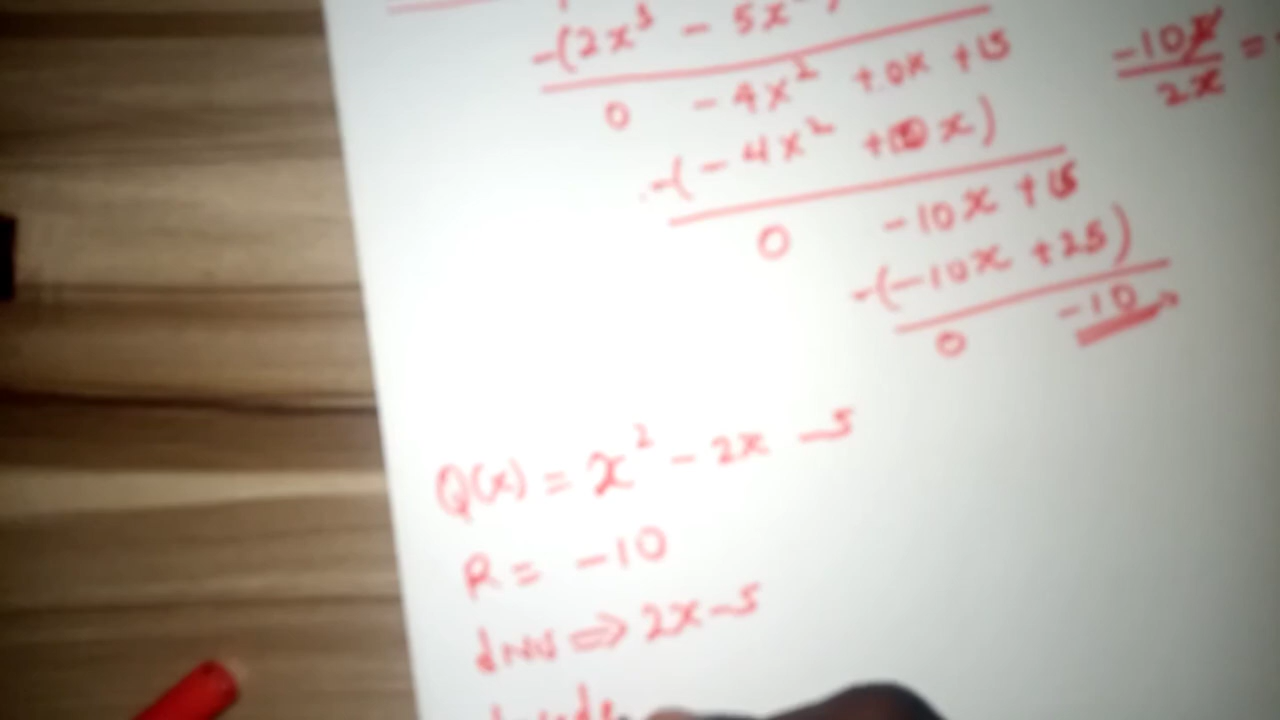 -(2x³ - 5x²)
0 - 4x² + 0x + 15
-(- 4x² + 10x)
0 -10x + 15
-(-10x + 25)
0 -10
-10x
2x =
Q(x) = x² - 2x - 5
R = -10
⇒ 2x - 5